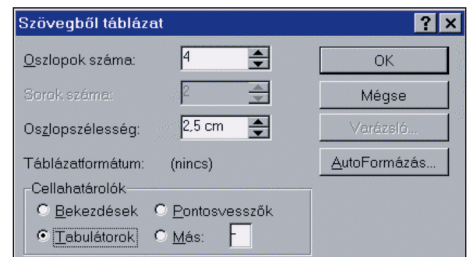 Szövegből táblázat
Oszlopok száma: 4 OK
Sorok száma: 2 Mégse
Oszlopszélesség: 2,5 cm Varázsló...
Táblázatformátum: (nincs) AutoFormázás...
Cellahatárolók
Bekezdések Pontosvesszők
Tabulátorok Más: -